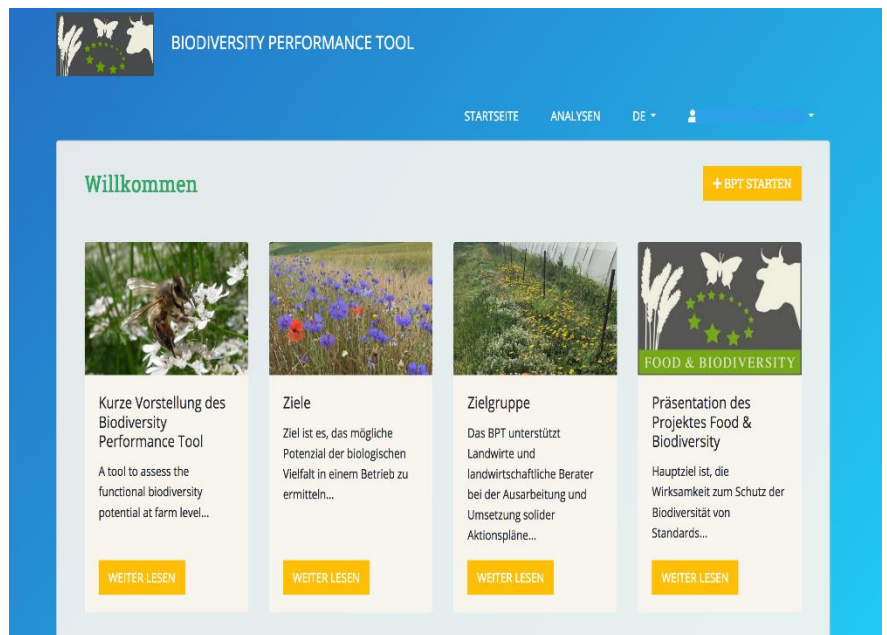 BIODIVERSITY PERFORMANCE TOOL
STARTSEITE ANALYSEN DE
Willkommen
+ BPT STARTEN
FOOD & BIODIVERSITY
Kurze Vorstellung des
Biodiversity
Performance Tool
A tool to assess the
functional biodiversity
potential at farm level...
WEITER LESEN
Ziele
Ziel ist es, das mögliche
Potenzial der biologischen
Vielfalt in einem Betrieb zu
ermitteln...
WEITER LESEN
Zielgruppe
Das BPT unterstützt
Landwirte und
landwirtschaftliche Berater
bei der Ausarbeitung und
Umsetzung solider
Aktionspläne...
WEITER LESEN
Präsentation des
Projektes Food &
Biodiversity
Hauptziel ist, die
Wirksamkeit zum Schutz der
Biodiversität von
Standards...
WEITER LESEN